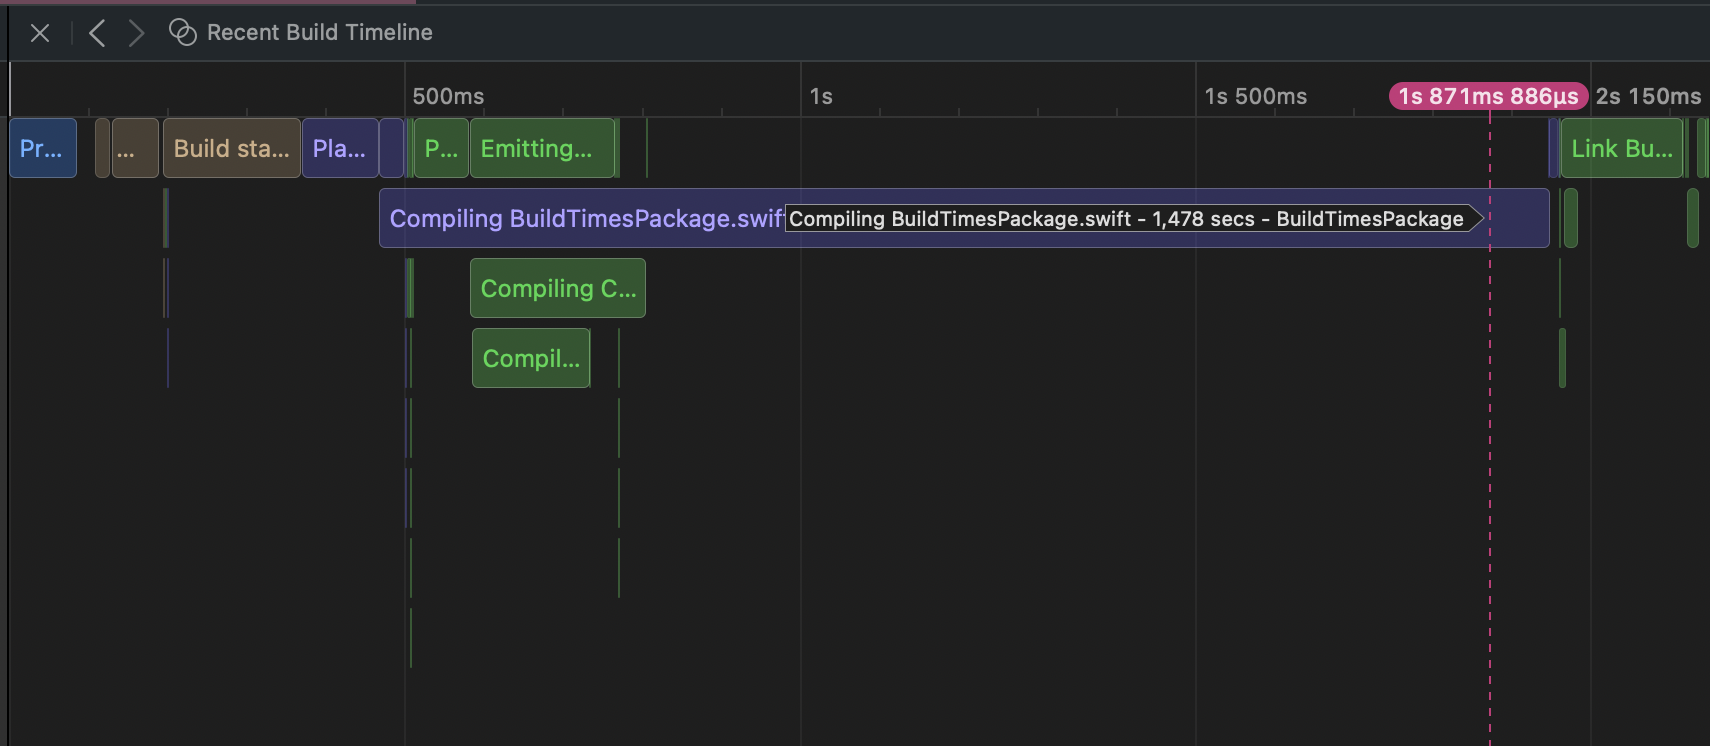 Recent Build Timeline
500ms
1s
1s 500ms
1s 871ms 886µs
2s 150ms
Pr...
...
Build sta...
Pla...
P...
Emitting...
Link Bu...
Compiling BuildTimesPackage.swif
Compiling BuildTimesPackage.swift - 1,478 secs - BuildTimesPackage
Compiling C...
Compil...